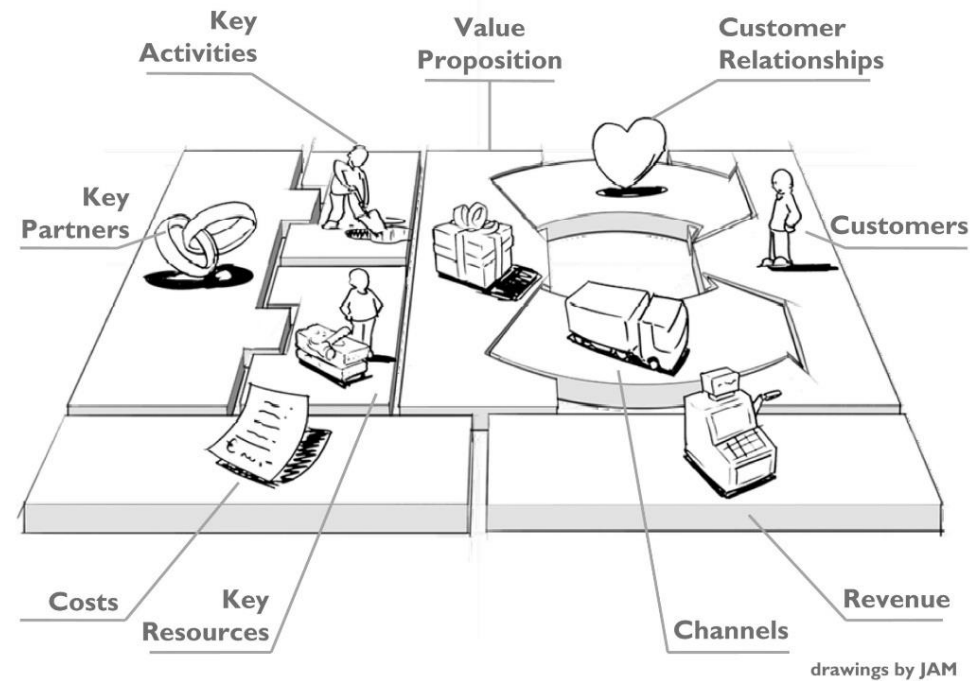 Key
Activities
Value
Proposition
Customer
Relationships
Key
Partners
Customers
Costs
Key
Resources
Channels
Revenue
drawings by JAM